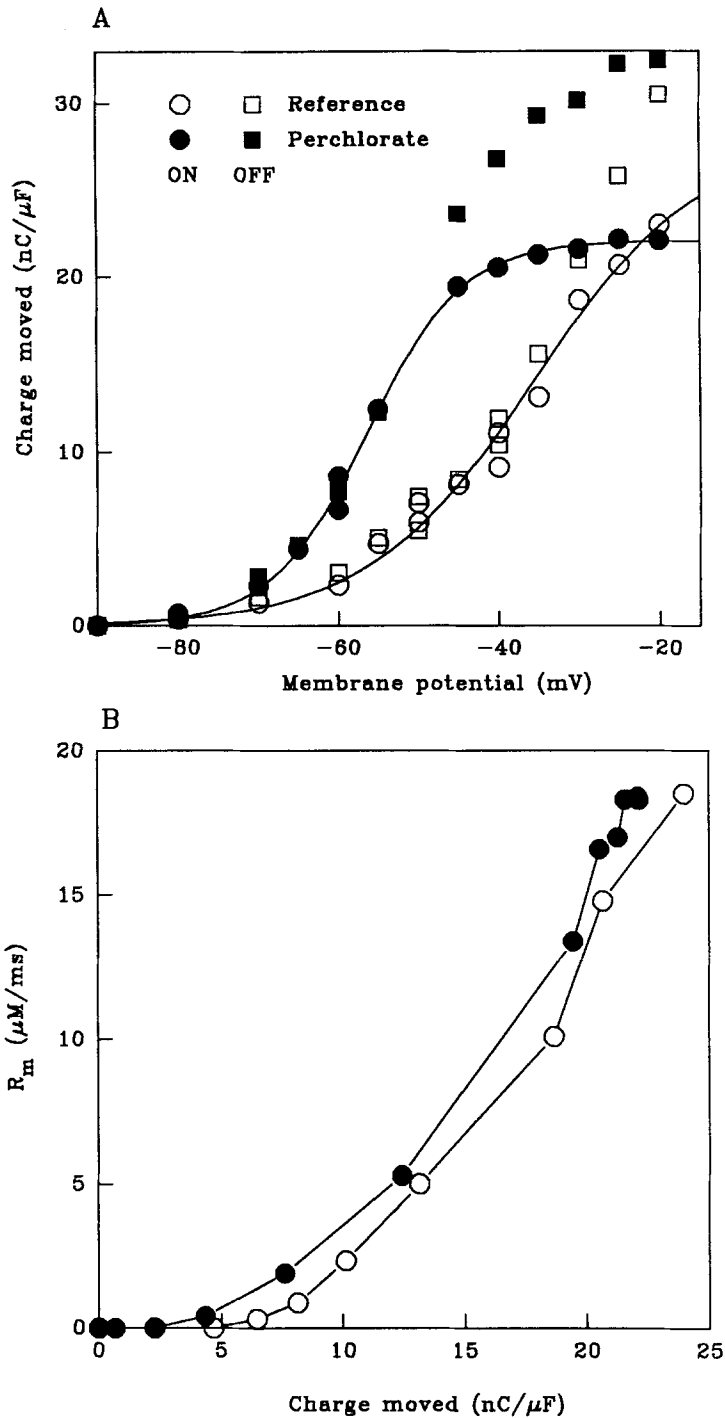 A
30
20
10
0
Charge moved (nC/μF)
Reference
Perchlorate
ON OFF
−80 −60 −40 −20
Membrane potential (mV)
B
20
15
10
5
0
R_m (μM/ms)
0 5 10 15 20 25
Charge moved (nC/μF)